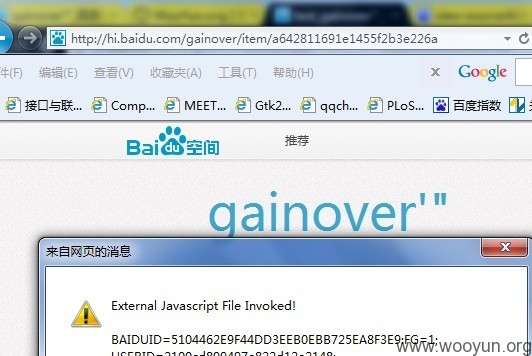 http://hi.baidu.com/gainover/item/a642811691e1455f2b3e226a
件(F) 编辑(E) 查看(V) 收藏夹(A) 工具(T) 帮助(H) x Google
接口与联... Comp... MEET... Gtk2... qqch... PLoS... 百度指数
Baidu空间 推荐
gainover'"
来自网页的消息
External Javascript File Invoked!
BAIDUID=5104462E9F44DD3EEB0EBB725EA8F3E9:FG=1;
www.wooyun.org